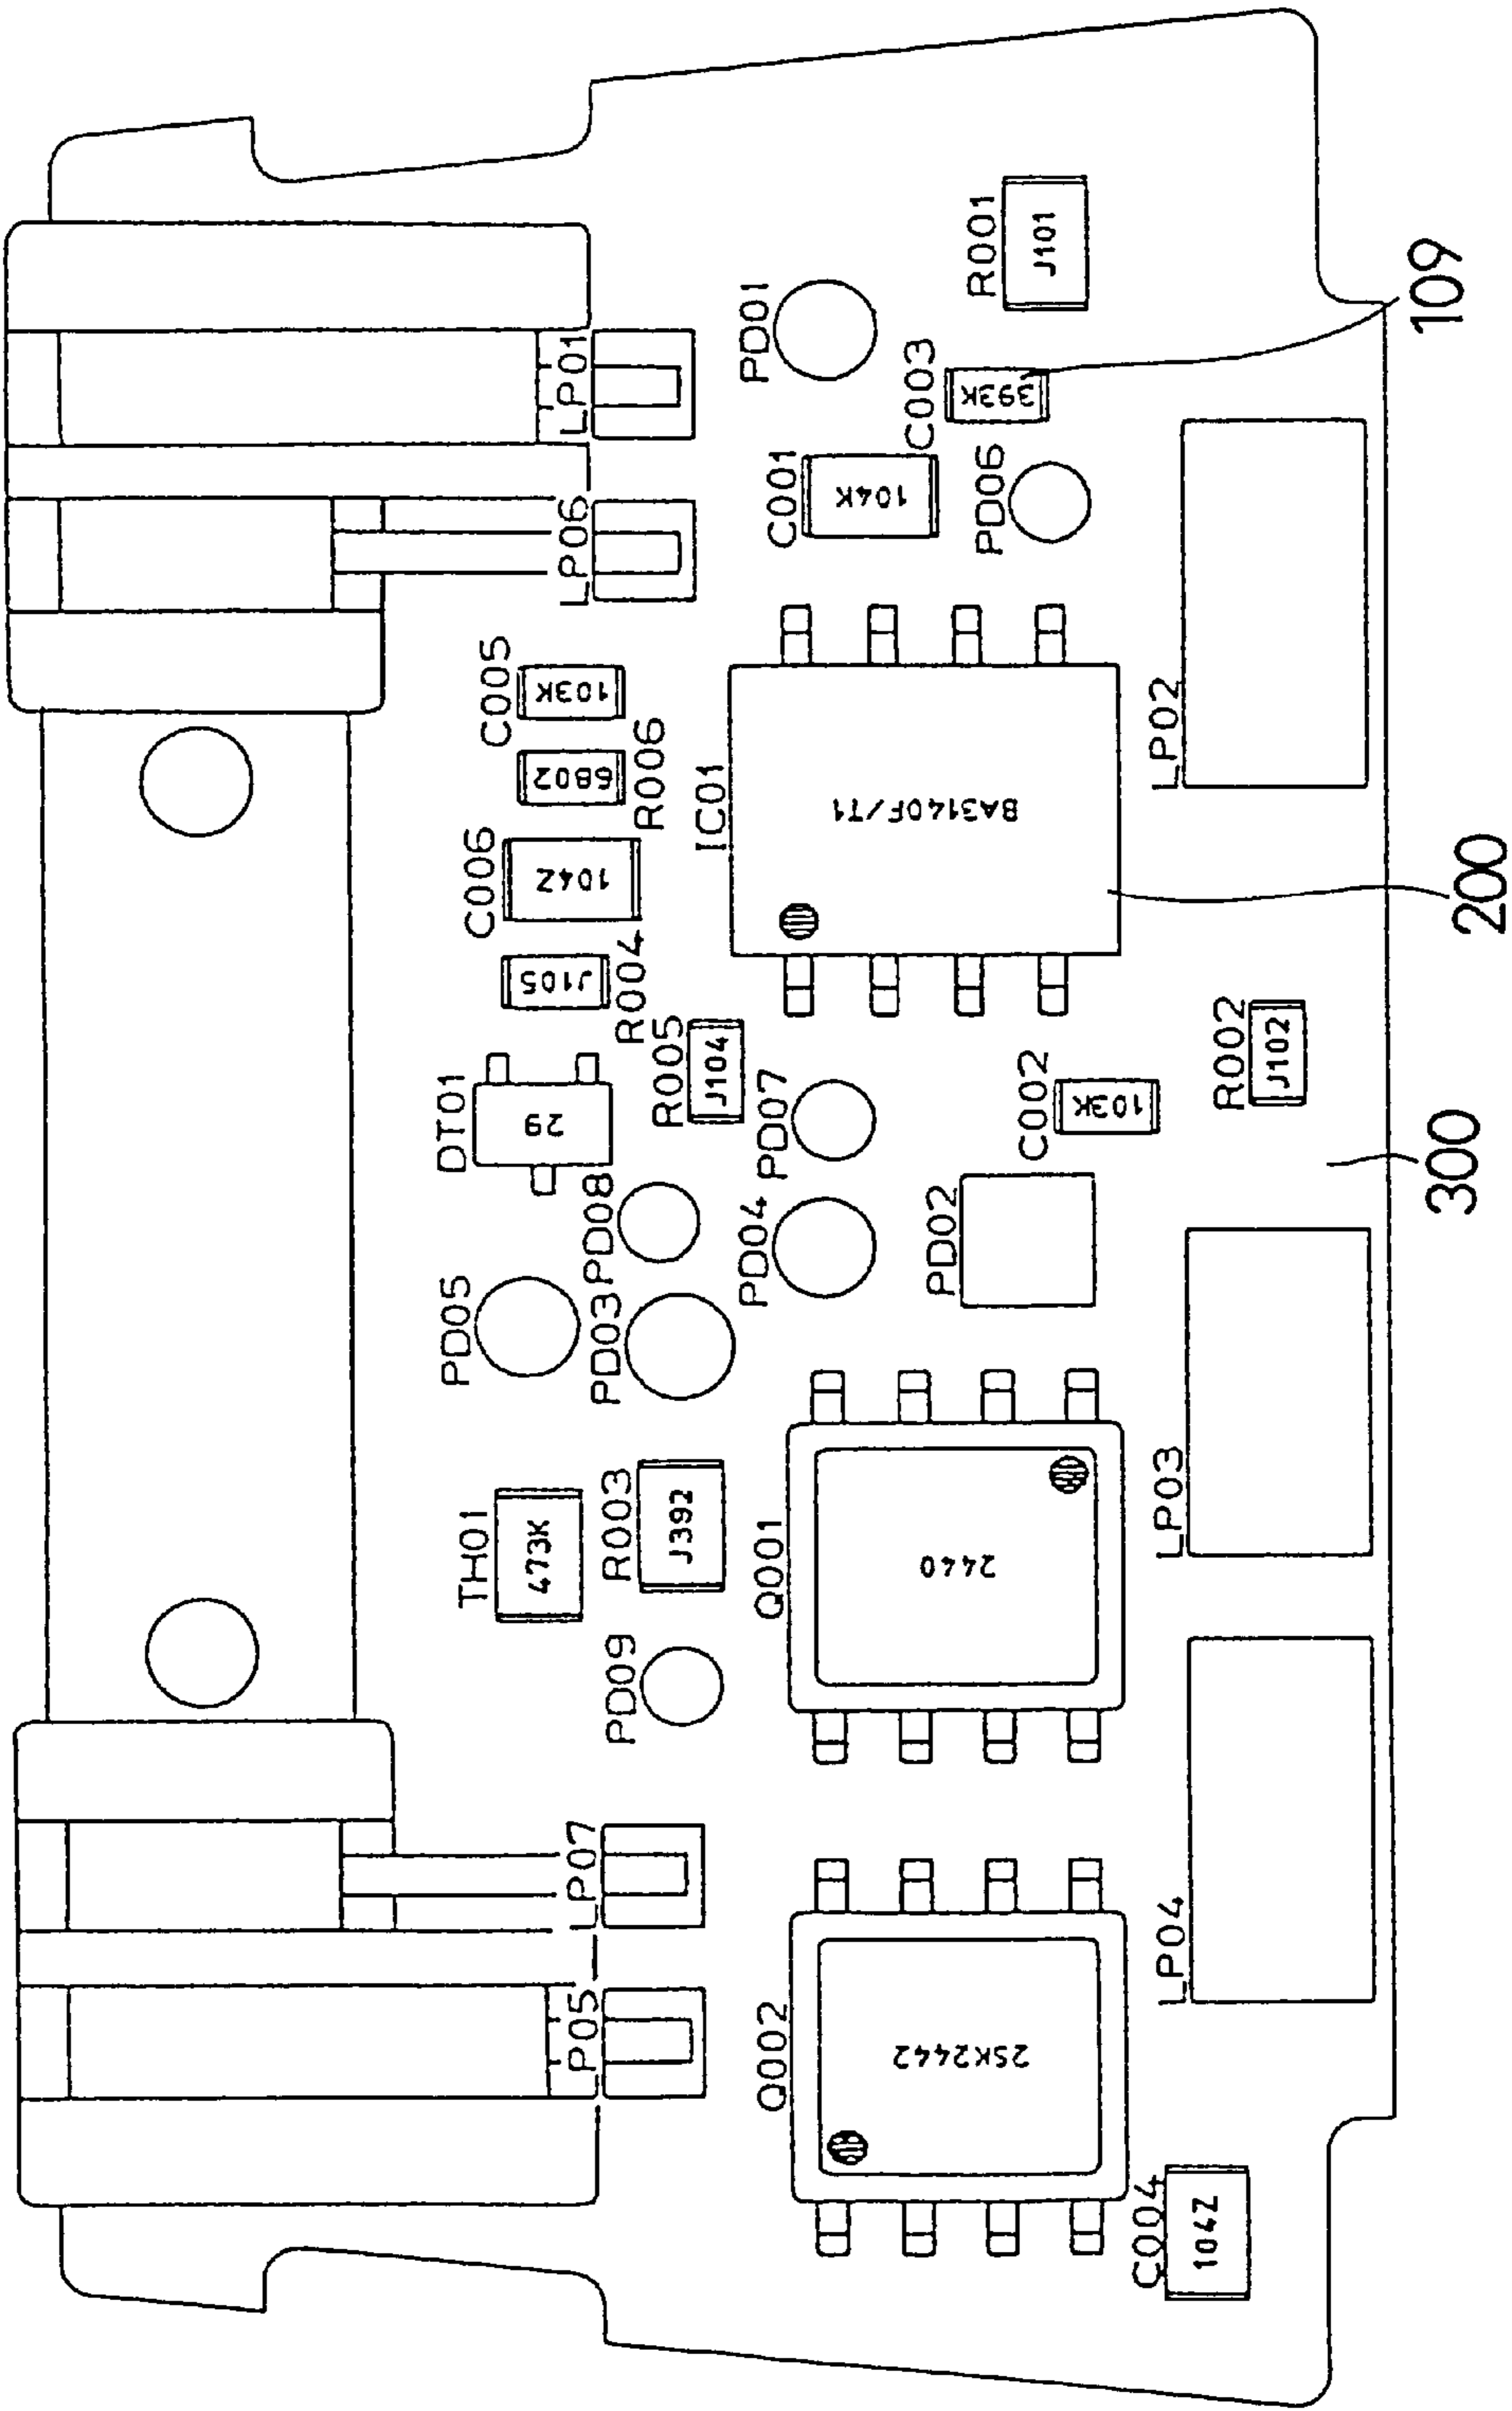 LP05
LP07
LP06
LP01
DT01
29
C006
104Z
C005
103K
R004
J105
R006
6802
TH01
473K
PD05
PD08
R003
J392
PD03
R005
J104
PD09
Q002
2SK2442
Q001
2440
PD04
PD07
IC01
BA3140F/T1
C001
104K
PD01
PD02
C002
103K
PD06
C003
393K
R001
J101
C004
104Z
LP04
LP03
R002
J102
LP02
300
200
109